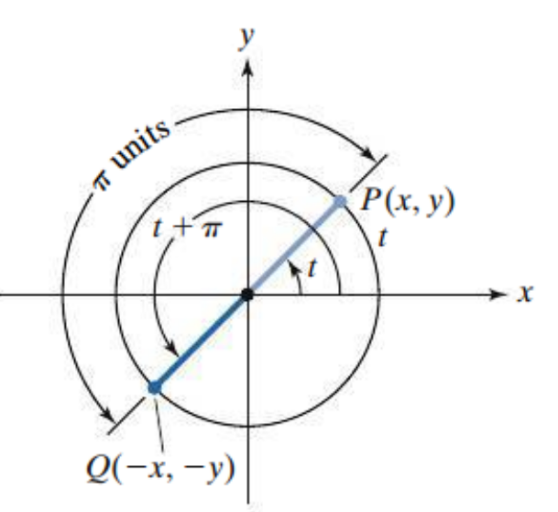 y
π units
P(x, y)
t + π
t
t
x
Q(−x, −y)